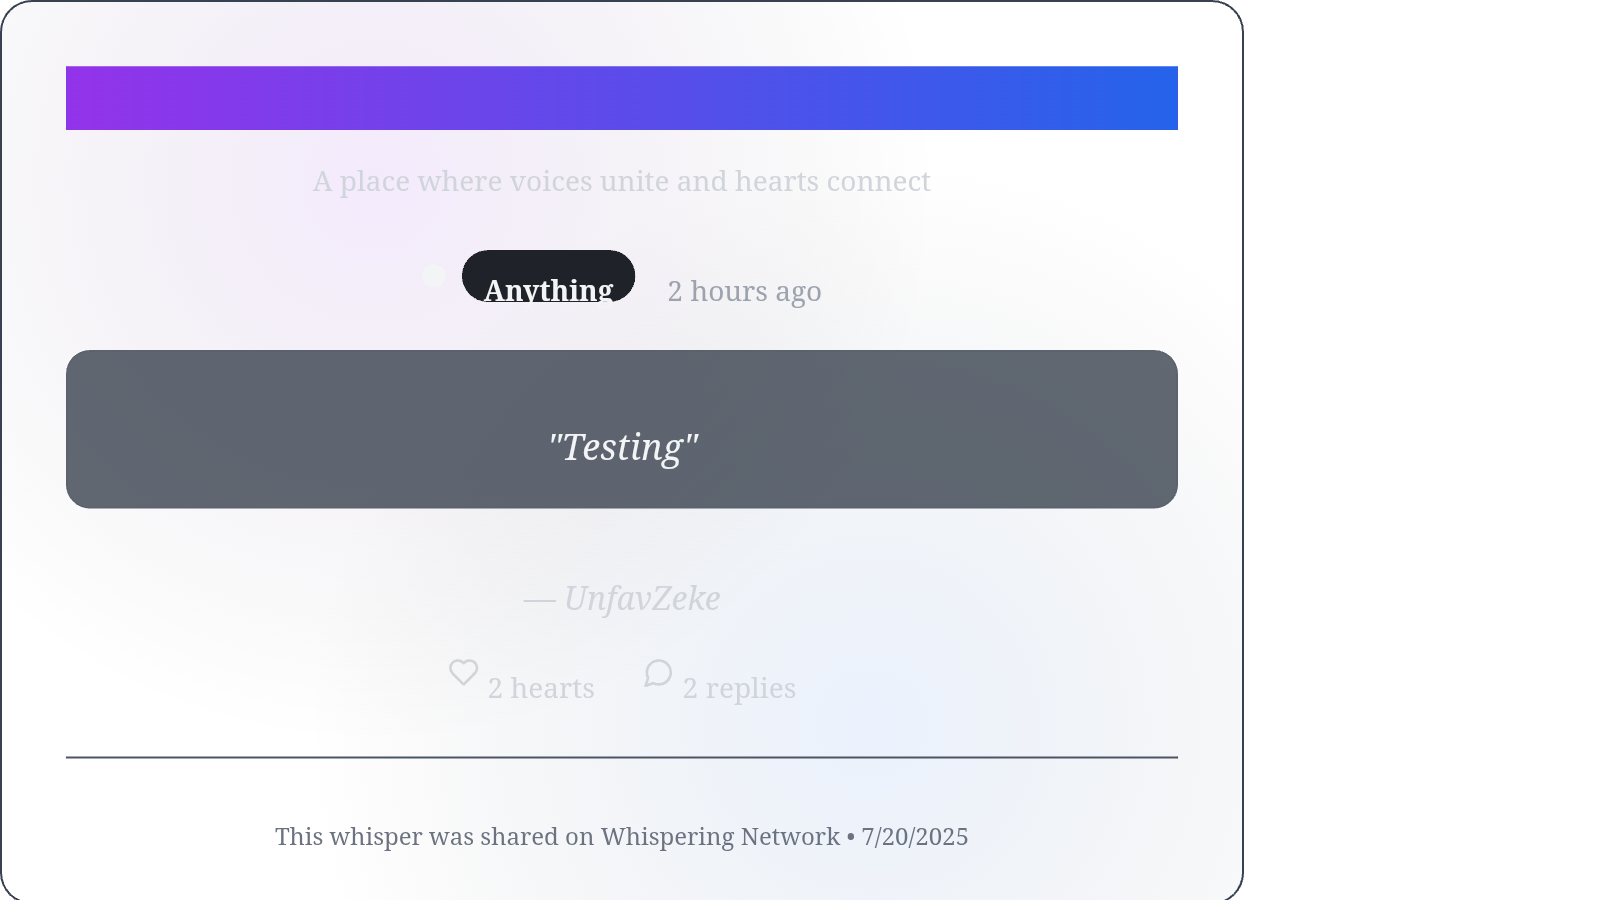 A place where voices unite and hearts connect
Anything 2 hours ago
"Testing"
— UnfavZeke
2 hearts 2 replies
This whisper was shared on Whispering Network • 7/20/2025